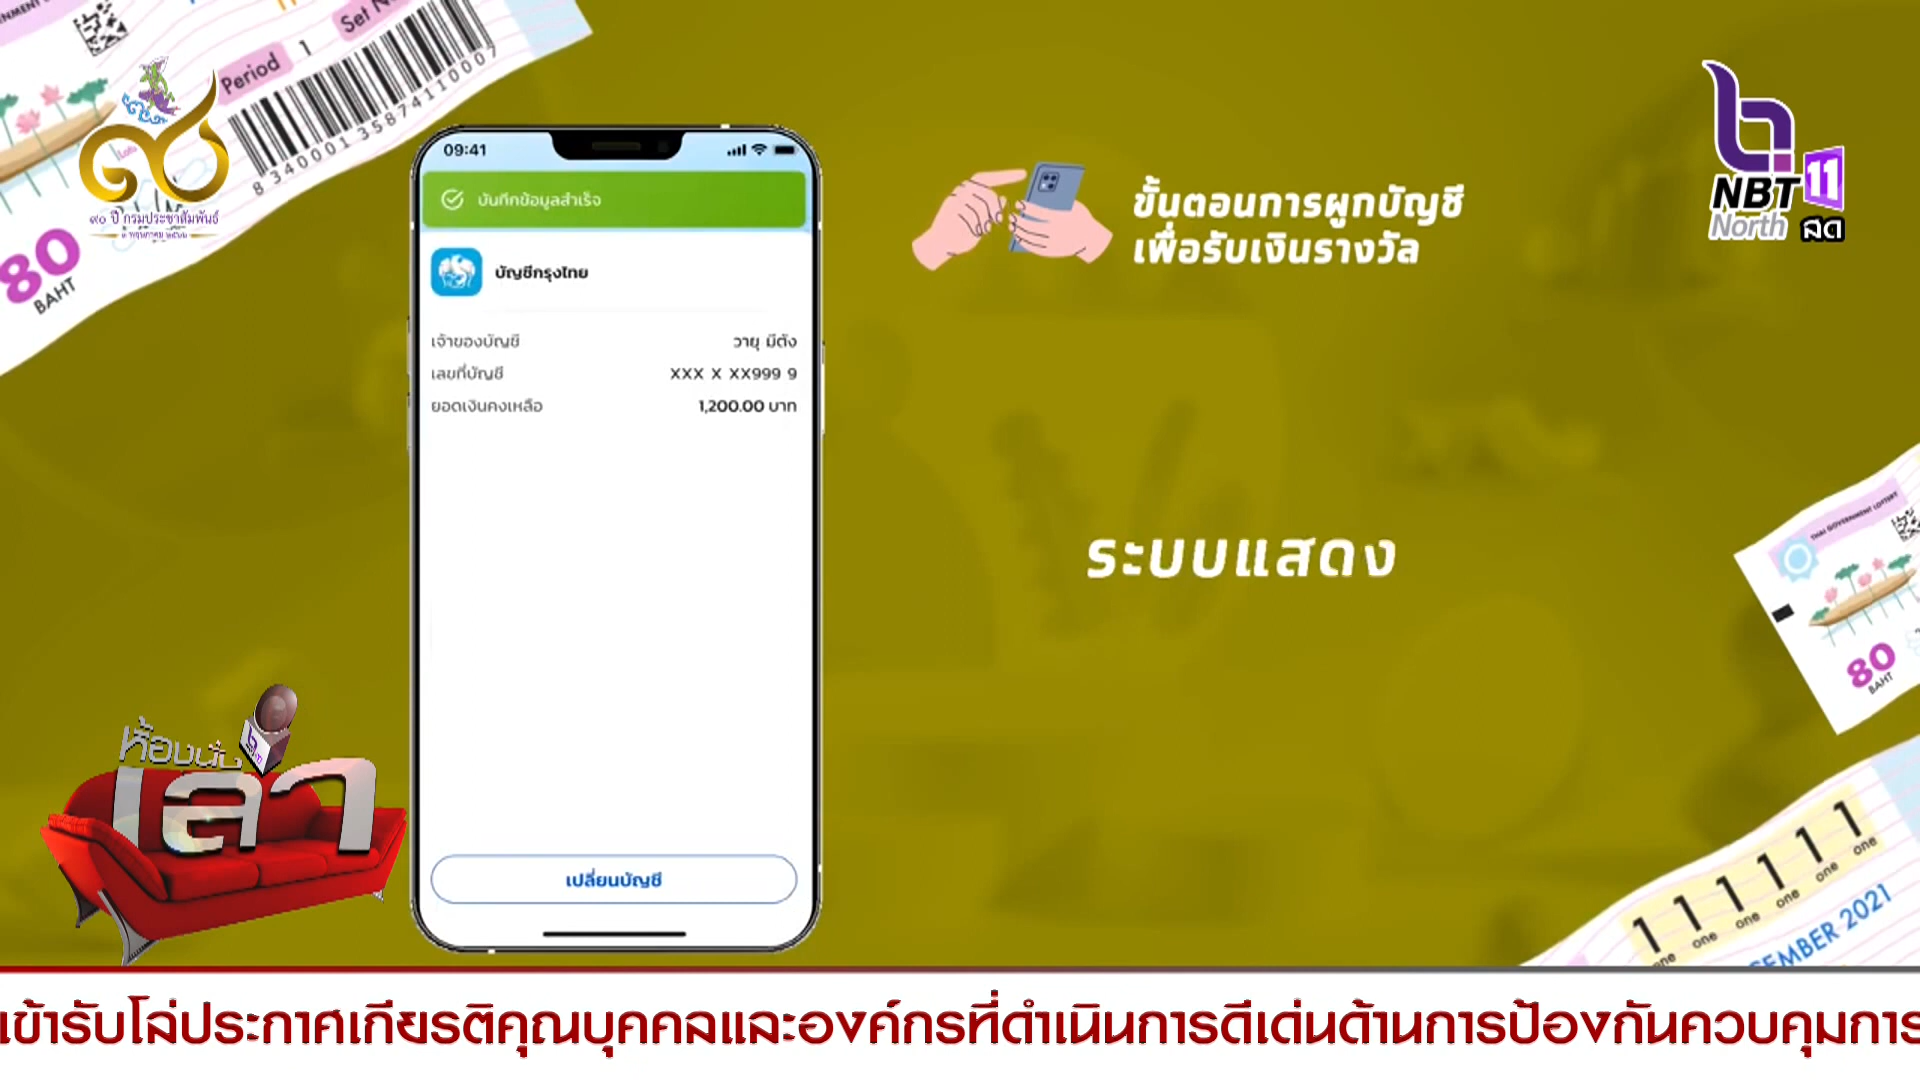 Period 1
Set N
8 340001 358741 10007
80
BAHT
๙๐ ปี กรมประชาสัมพันธ์
09:41
บันทึกข้อมูลสำเร็จ
บัญชีกรุงไทย
เจ้าของบัญชี วายุ มีตัง
เลขที่บัญชี XXX X XX999 9
ยอดเงินคงเหลือ 1,200.00 บาท
เปลี่ยนบัญชี
ขั้นตอนการผูกบัญชี
เพื่อรับเงินรางวัล
ระบบแสดง
NBT 11
North สด
THAI GOVERNMENT LOTTERY
80
BAHT
1 1 1 1 1 1
one one one one one one
EMBER 2021
ห้องนั่ง
เล่า
เข้ารับโล่ประกาศเกียรติคุณบุคคลและองค์กรที่ดำเนินการดีเด่นด้านการป้องกันควบคุมการ